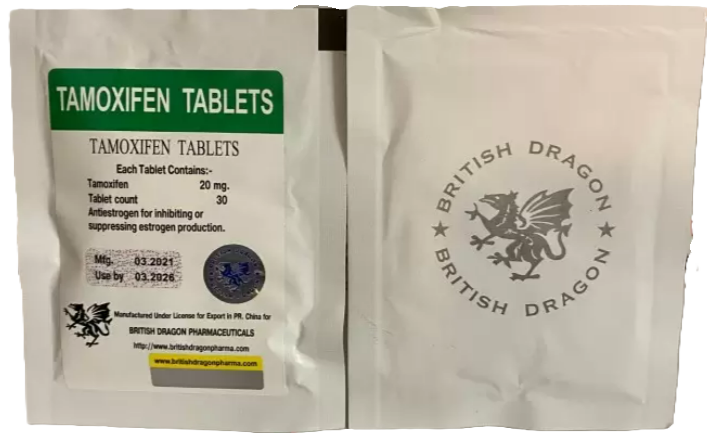 TAMOXIFEN TABLETS
TAMOXIFEN TABLETS
Each Tablet Contains:-
Tamoxifen 20 mg.
Tablet count 30
Antiestrogen for inhibiting or
suppressing estrogen production.
Mfg. 03.2021
Use by 03.2026
Manufactured Under License for Export in PR. China for
BRITISH DRAGON PHARMACEUTICALS
http://www.britishdragonpharma.com
www.britishdragonpharma.com
BRITISH DRAGON
BRITISH DRAGON